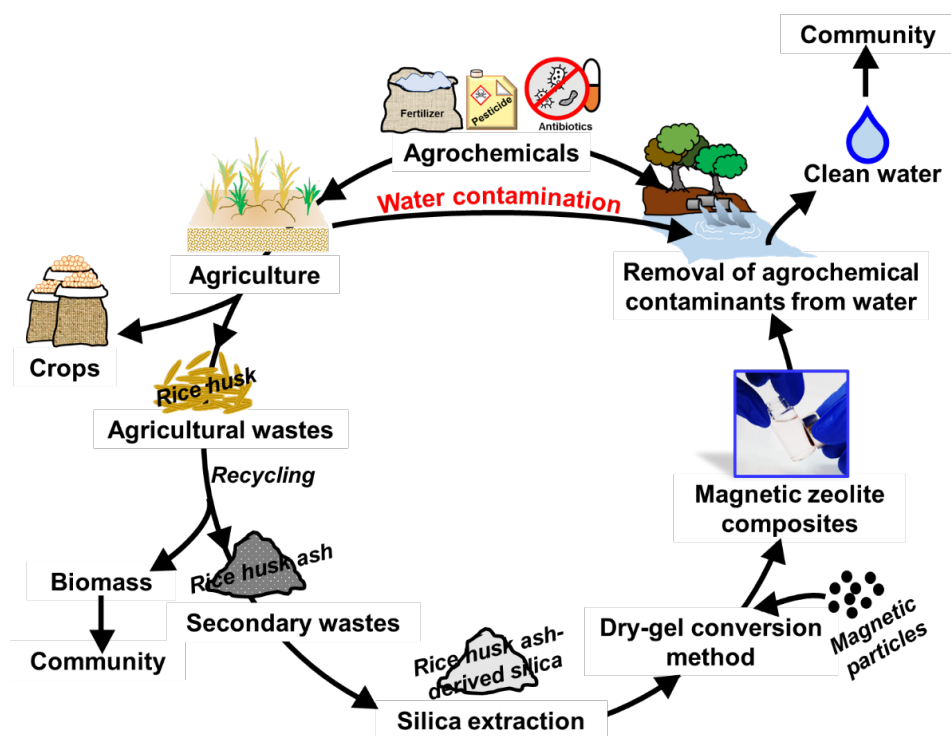 Community
Fertilizer
Pesticide
Antibiotics
Agrochemicals
Clean water
Water contamination
Agriculture
Removal of agrochemical
contaminants from water
Crops
Rice husk
Agricultural wastes
Recycling
Magnetic zeolite
composites
Biomass
Rice husk ash
Secondary wastes
Community
Dry-gel conversion
method
Magnetic
particles
Rice husk ash-
derived silica
Silica extraction